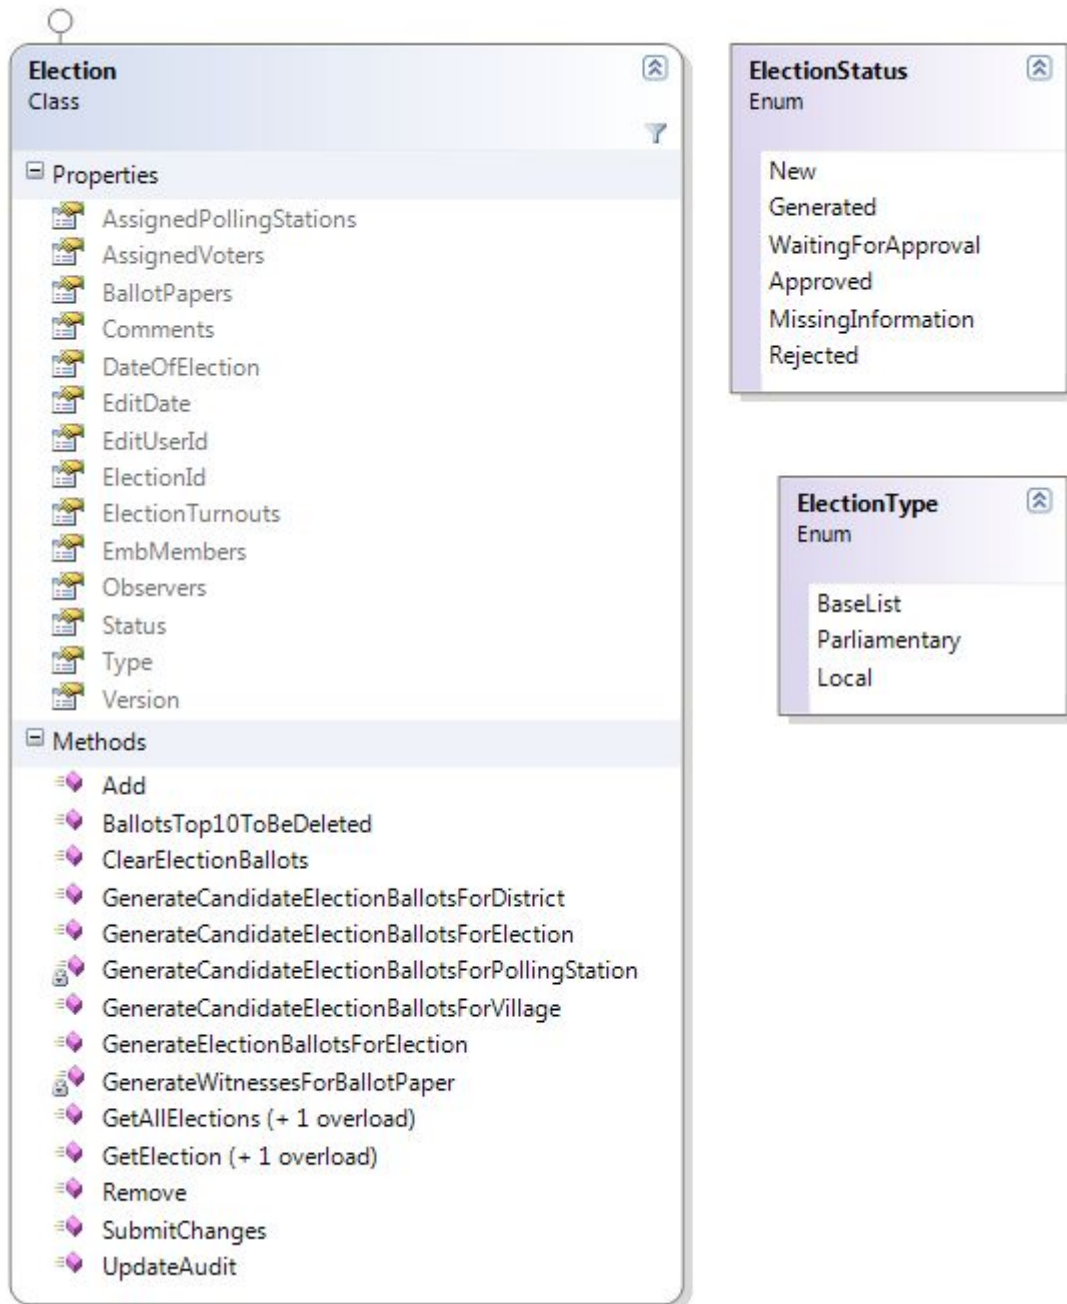 Election
Class
Properties
AssignedPollingStations
AssignedVoters
BallotPapers
Comments
DateOfElection
EditDate
EditUserId
ElectionId
ElectionTurnouts
EmbMembers
Observers
Status
Type
Version
Methods
Add
BallotsTop10ToBeDeleted
ClearElectionBallots
GenerateCandidateElectionBallotsForDistrict
GenerateCandidateElectionBallotsForElection
GenerateCandidateElectionBallotsForPollingStation
GenerateCandidateElectionBallotsForVillage
GenerateElectionBallotsForElection
GenerateWitnessesForBallotPaper
GetAllElections (+ 1 overload)
GetElection (+ 1 overload)
Remove
SubmitChanges
UpdateAudit
ElectionStatus
Enum
New
Generated
WaitingForApproval
Approved
MissingInformation
Rejected
ElectionType
Enum
BaseList
Parliamentary
Local